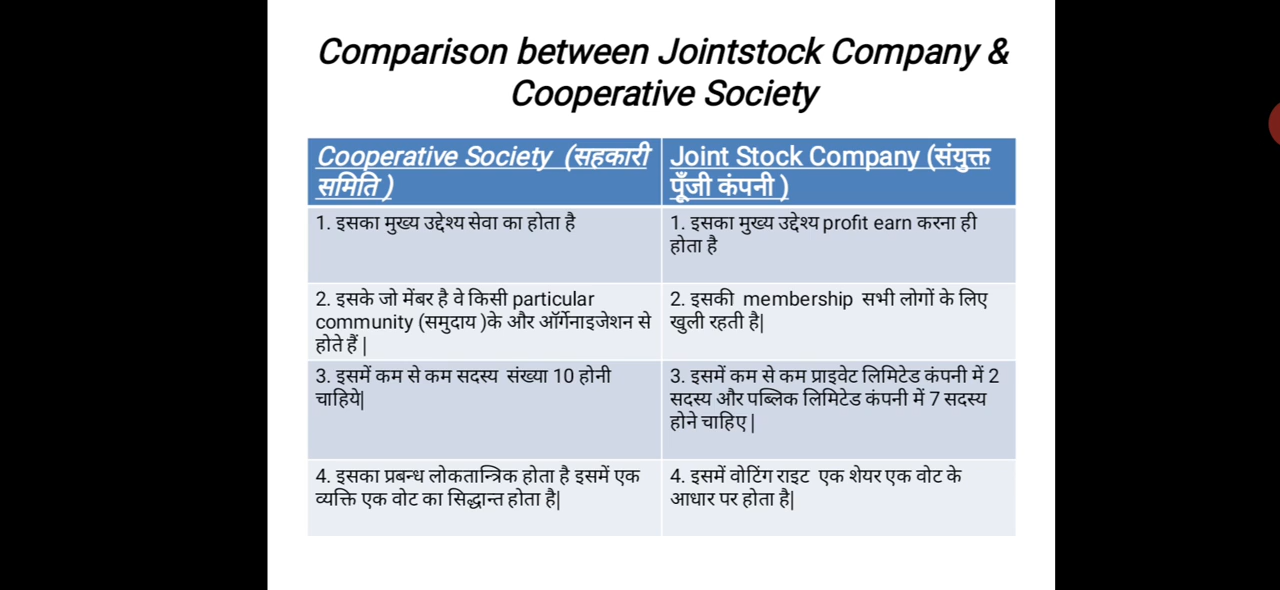 Comparison between Jointstock Company &
Cooperative Society
Cooperative Society (सहकारी
समिति )
Joint Stock Company (संयुक्त
पूँजी कंपनी )
1. इसका मुख्य उद्देश्य सेवा का होता है
1. इसका मुख्य उद्देश्य profit earn करना ही
होता है
2. इसके जो मेंबर है वे किसी particular
community (समुदाय )के और ऑर्गेनाइजेशन से
होते हैं |
2. इसकी membership सभी लोगों के लिए
खुली रहती है|
3. इसमें कम से कम सदस्य संख्या 10 होनी
चाहिये|
3. इसमें कम से कम प्राइवेट लिमिटेड कंपनी में 2
सदस्य और पब्लिक लिमिटेड कंपनी में 7 सदस्य
होने चाहिए |
4. इसका प्रबन्ध लोकतान्त्रिक होता है इसमें एक
व्यक्ति एक वोट का सिद्धान्त होता है|
4. इसमें वोटिंग राइट एक शेयर एक वोट के
आधार पर होता है|